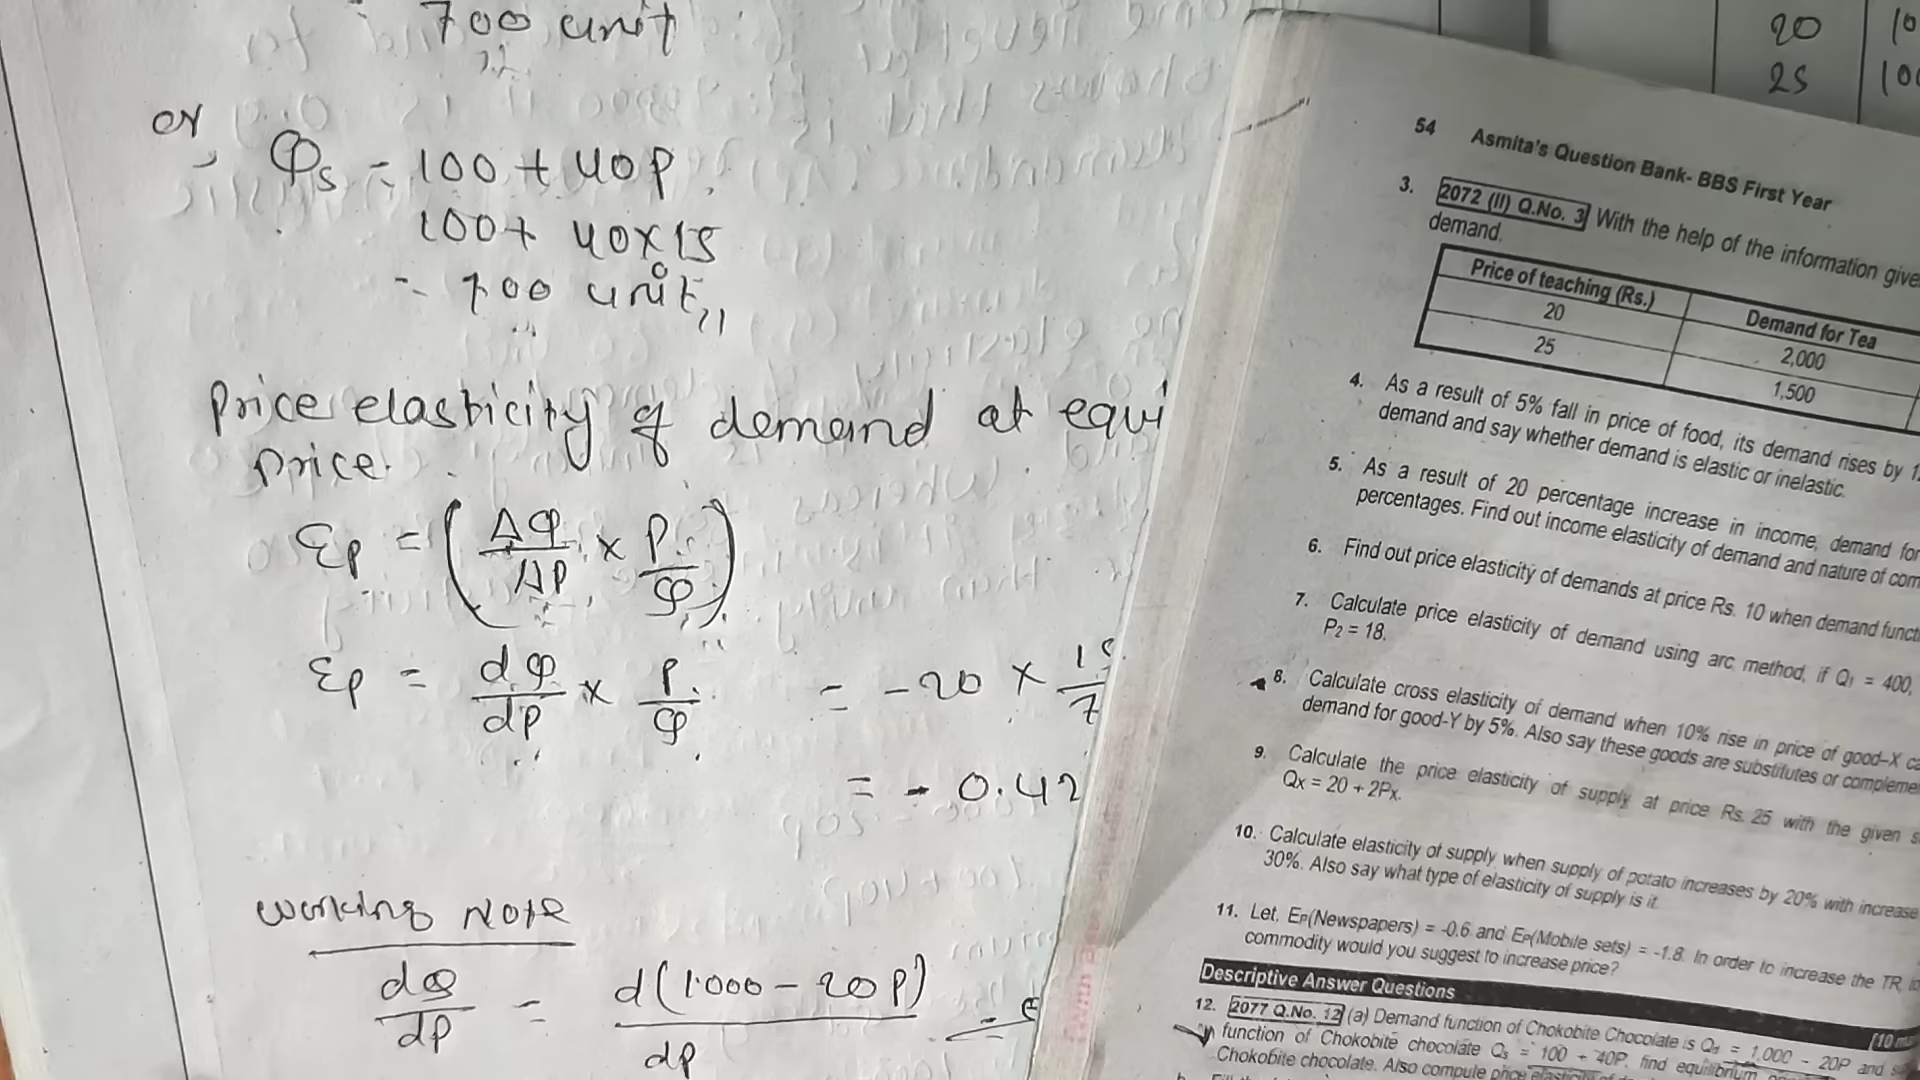 700 unit
or, Qs = 100 + 40p
100 + 40×15
= 700 unit
Price elasticity of demand at equi
price
Ep = (ΔQ/ΔP × P/Q)
Ep = dQ/dp × P/Q = -20 × 15/7
= - 0.42
Working Note
dQ/dp = d(1000 - 20p)/dp =
20 10
25 100
54 Asmita's Question Bank- BBS First Year
3. 2072 (II) Q.No. 3 With the help of the information give
demand.
Price of teaching (Rs.) Demand for Tea
20 2,000
25 1,500
4. As a result of 5% fall in price of food, its demand rises by 1
demand and say whether demand is elastic or inelastic.
5. As a result of 20 percentage increase in income, demand for
percentages. Find out income elasticity of demand and nature of com
6. Find out price elasticity of demands at price Rs. 10 when demand functi
7. Calculate price elasticity of demand using arc method, if Q1 = 400,
P2 = 18.
8. Calculate cross elasticity of demand when 10% rise in price of good-X ca
demand for good-Y by 5%. Also say these goods are substitutes or compleme
9. Calculate the price elasticity of supply at price Rs. 25 with the given s
Qx = 20 + 2Px.
10. Calculate elasticity of supply when supply of potato increases by 20% with increase
30%. Also say what type of elasticity of supply is it.
11. Let, EP(Newspapers) = -0.6 and EP(Mobile sets) = -1.8. In order to increase the TR,
commodity would you suggest to increase price?
Descriptive Answer Questions [10 m
12. 2077 Q.No. 12 (a) Demand function of Chokobite Chocolate is Qd = 1,000 - 20P and s
function of Chokobite chocolate Qs = 100 + 40P, find equilibrium
Chokobite chocolate. Also compute price elasticity of